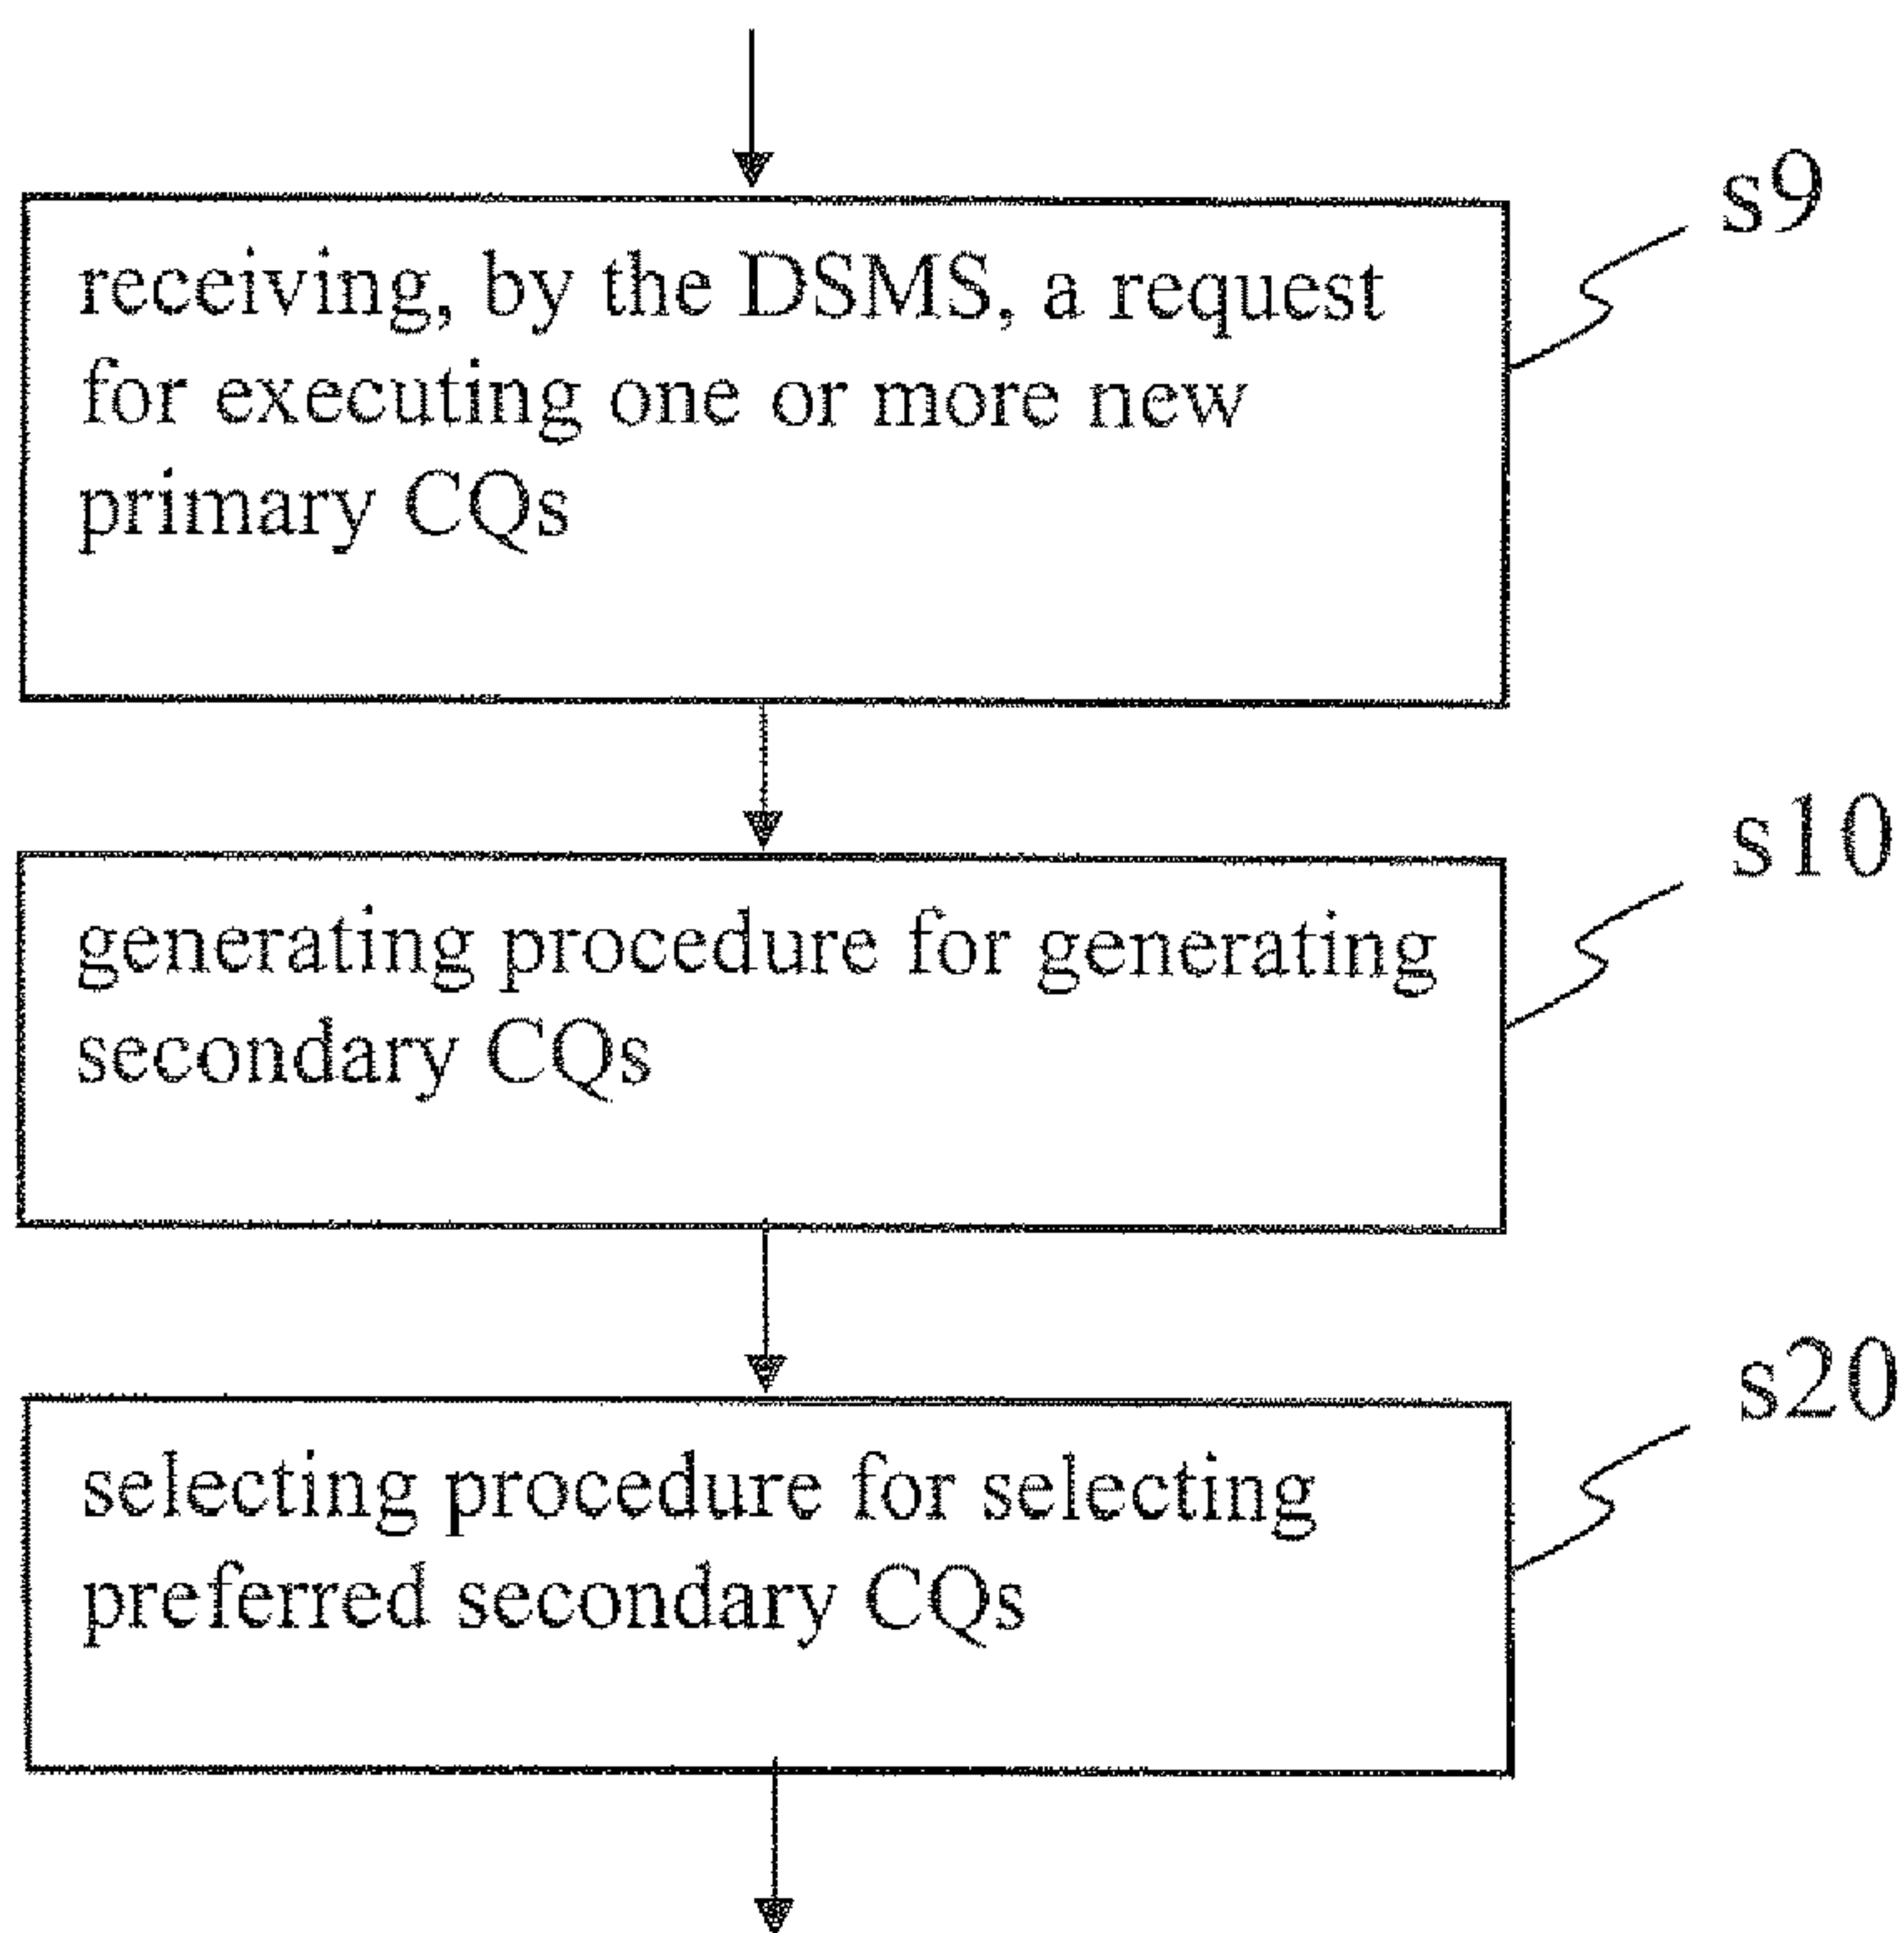 s9
receiving, by the DSMS, a request
for executing one or more new
primary CQs
s10
generating procedure for generating
secondary CQs
s20
selecting procedure for selecting
preferred secondary CQs